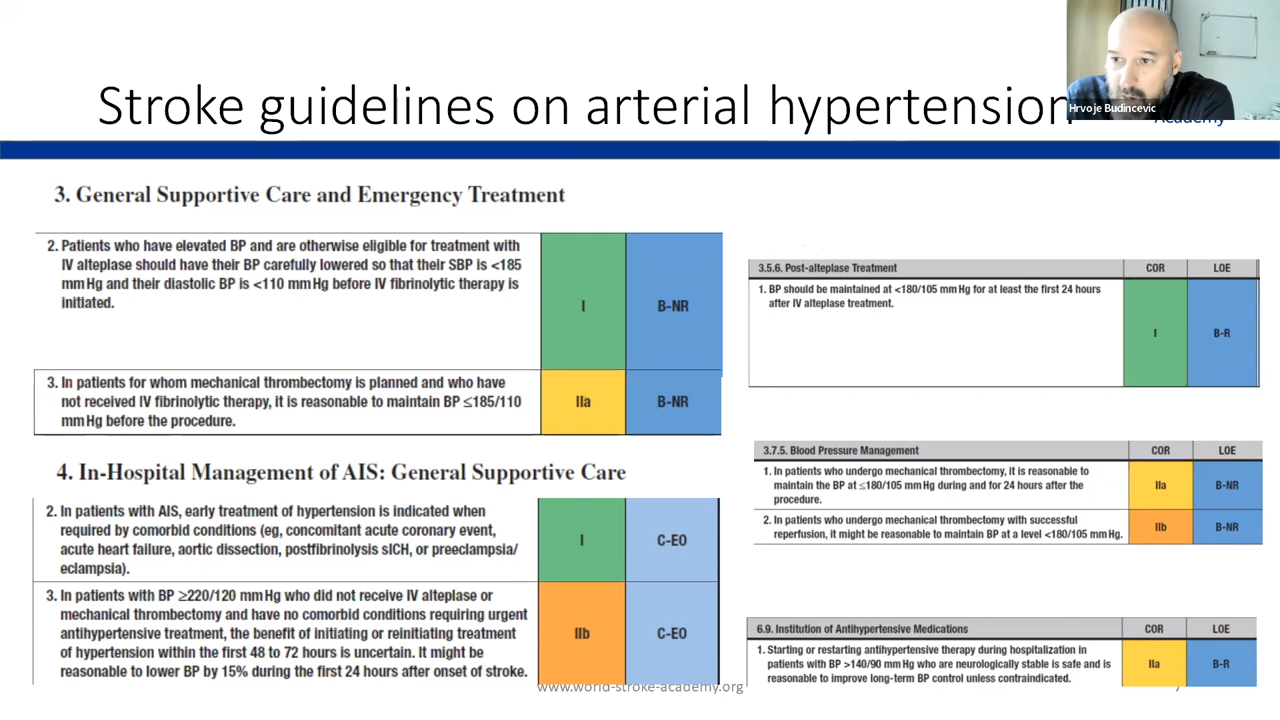 Stroke guidelines on arterial hypertension
Hrvoje Budincevic
Academy
3. General Supportive Care and Emergency Treatment
2. Patients who have elevated BP and are otherwise eligible for treatment with
IV alteplase should have their BP carefully lowered so that their SBP is <185
mm Hg and their diastolic BP is <110 mm Hg before IV fibrinolytic therapy is
initiated.
I
B-NR
3. In patients for whom mechanical thrombectomy is planned and who have
not received IV fibrinolytic therapy, it is reasonable to maintain BP ≤185/110
mm Hg before the procedure.
IIa
B-NR
4. In-Hospital Management of AIS: General Supportive Care
2. In patients with AIS, early treatment of hypertension is indicated when
required by comorbid conditions (eg, concomitant acute coronary event,
acute heart failure, aortic dissection, postfibrinolysis sICH, or preeclampsia/
eclampsia).
I
C-EO
3. In patients with BP ≥220/120 mm Hg who did not receive IV alteplase or
mechanical thrombectomy and have no comorbid conditions requiring urgent
antihypertensive treatment, the benefit of initiating or reinitiating treatment
of hypertension within the first 48 to 72 hours is uncertain. It might be
reasonable to lower BP by 15% during the first 24 hours after onset of stroke.
IIb
C-EO
3.5.6. Post-alteplase Treatment COR LOE
1. BP should be maintained at <180/105 mm Hg for at least the first 24 hours
after IV alteplase treatment.
I
B-R
3.7.5. Blood Pressure Management COR LOE
1. In patients who undergo mechanical thrombectomy, it is reasonable to
maintain the BP at ≤180/105 mm Hg during and for 24 hours after the
procedure.
IIa
B-NR
2. In patients who undergo mechanical thrombectomy with successful
reperfusion, it might be reasonable to maintain BP at a level <180/105 mm Hg.
IIb
B-NR
6.9. Institution of Antihypertensive Medications COR LOE
1. Starting or restarting antihypertensive therapy during hospitalization in
patients with BP >140/90 mm Hg who are neurologically stable is safe and is
reasonable to improve long-term BP control unless contraindicated.
IIa
B-R
www.world-stroke-academy.org